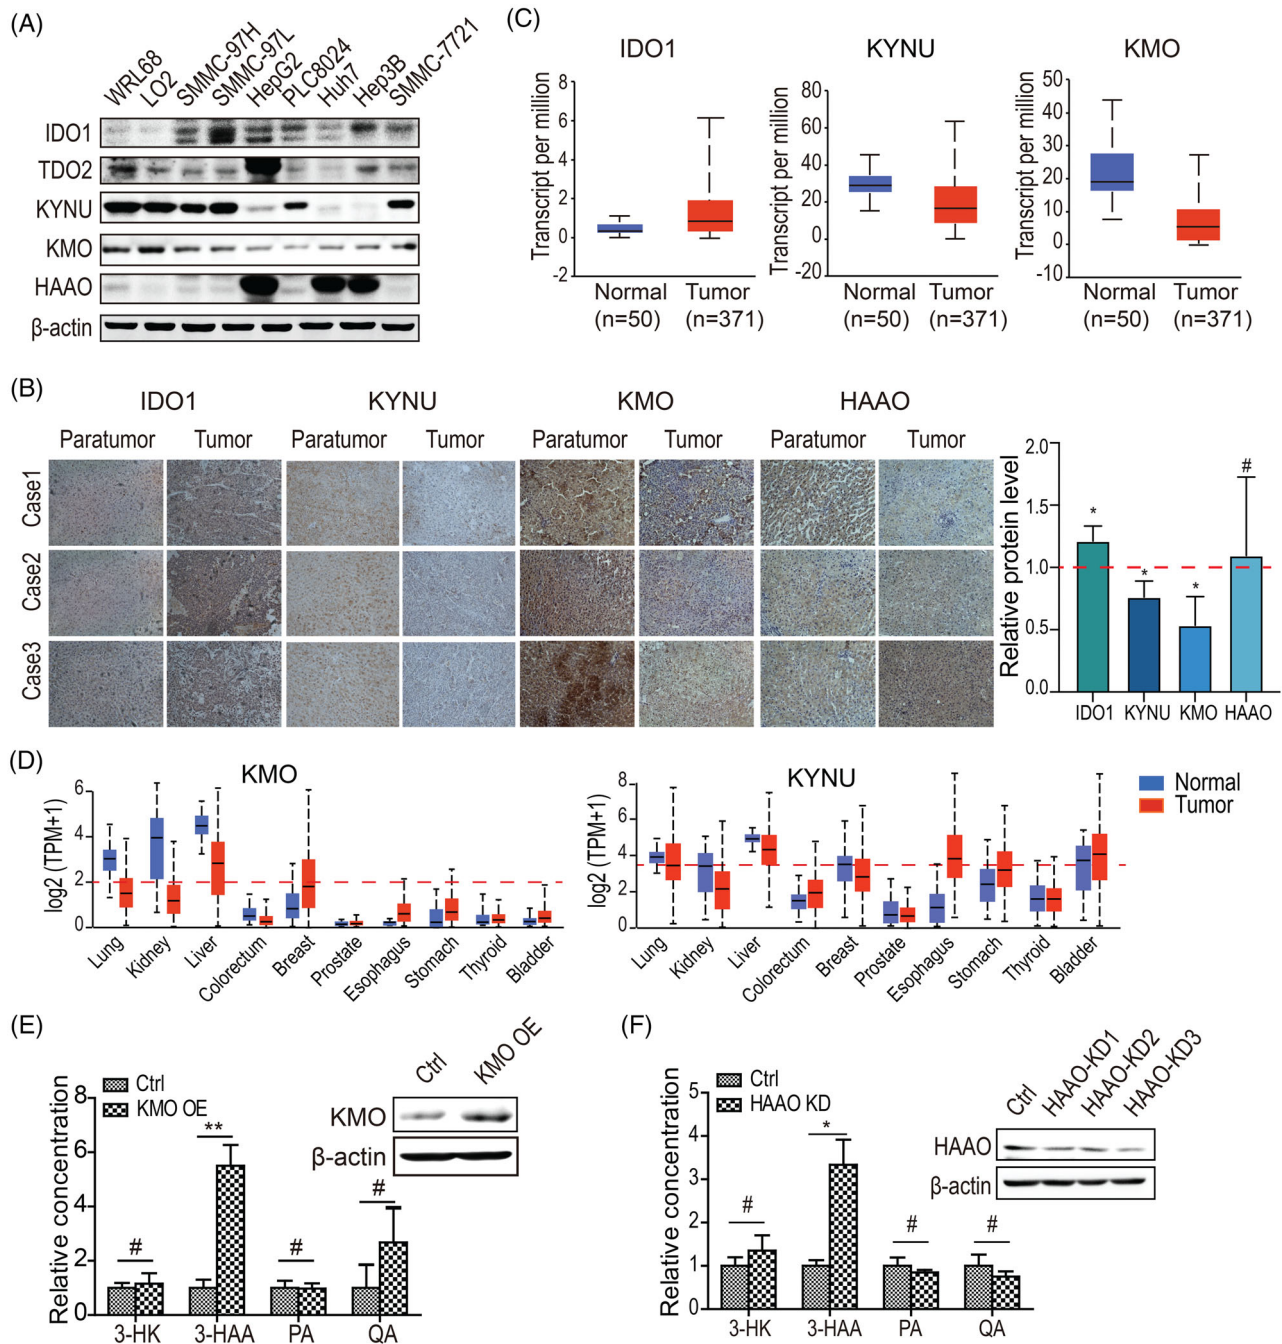 (A)
WRL68
LO2
SMMC-97H
SMMC-97L
HepG2
PLC8024
Huh7
Hep3B
SMMC-7721
IDO1
TDO2
KYNU
KMO
HAAO
β-actin
(C)
IDO1
Transcript per million
8
6
4
2
0
-2
Normal
(n=50)
Tumor
(n=371)
KYNU
Transcript per million
80
60
40
20
0
-20
Normal
(n=50)
Tumor
(n=371)
KMO
Transcript per million
50
40
30
20
10
0
-10
Normal
(n=50)
Tumor
(n=371)
(B)
IDO1
KYNU
KMO
HAAO
Paratumor
Tumor
Paratumor
Tumor
Paratumor
Tumor
Paratumor
Tumor
Case1
Case2
Case3
Relative protein level
2.0
1.5
1.0
0.5
0.0
*
*
*
#
IDO1
KYNU
KMO
HAAO
(D)
KMO
log2 (TPM+1)
6
4
2
0
Lung
Kidney
Liver
Colorectum
Breast
Prostate
Esophagus
Stomach
Thyroid
Bladder
KYNU
log2 (TPM+1)
8
6
4
2
0
Lung
Kidney
Liver
Colorectum
Breast
Prostate
Esophagus
Stomach
Thyroid
Bladder
Normal
Tumor
(E)
Relative concentration
8
6
4
2
0
Ctrl
KMO OE
#
**
#
#
3-HK
3-HAA
PA
QA
Ctrl
KMO OE
KMO
β-actin
(F)
Relative concentration
5
4
3
2
1
0
Ctrl
HAAO KD
#
*
#
#
3-HK
3-HAA
PA
QA
Ctrl
HAAO-KD1
HAAO-KD2
HAAO-KD3
HAAO
β-actin